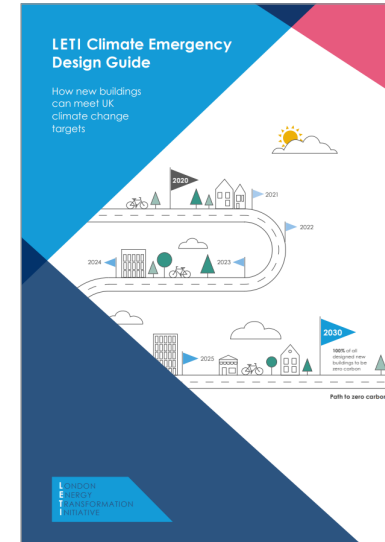 LETI Climate Emergency
Design Guide
How new buildings
can meet UK
climate change
targets
2020
2021
2022
2024
2023
2030
100% of all
designed new
buildings to be
zero carbon
2025
Path to zero carbon
LONDON
ENERGY
TRANSFORMATION
INITIATIVE